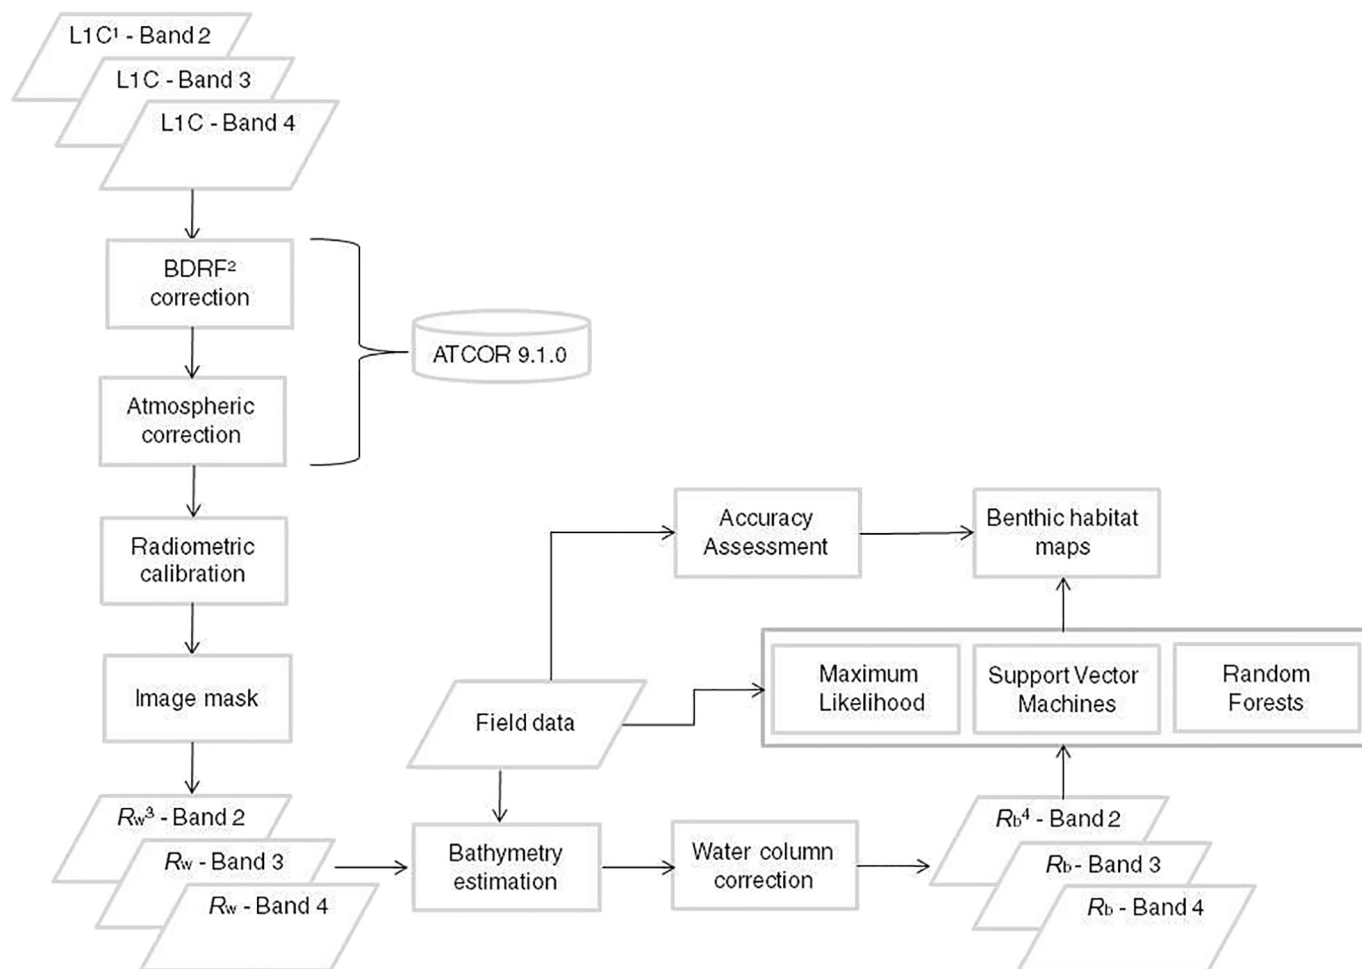 L1C¹ - Band 2
L1C - Band 3
L1C - Band 4
BDRF²
correction
ATCOR 9.1.0
Atmospheric
correction
Radiometric
calibration
Accuracy
Assessment
Benthic habitat
maps
Image mask
Field data
Maximum
Likelihood
Support Vector
Machines
Random
Forests
Rw³ - Band 2
Rw - Band 3
Rw - Band 4
Bathymetry
estimation
Water column
correction
Rb⁴ - Band 2
Rb - Band 3
Rb - Band 4